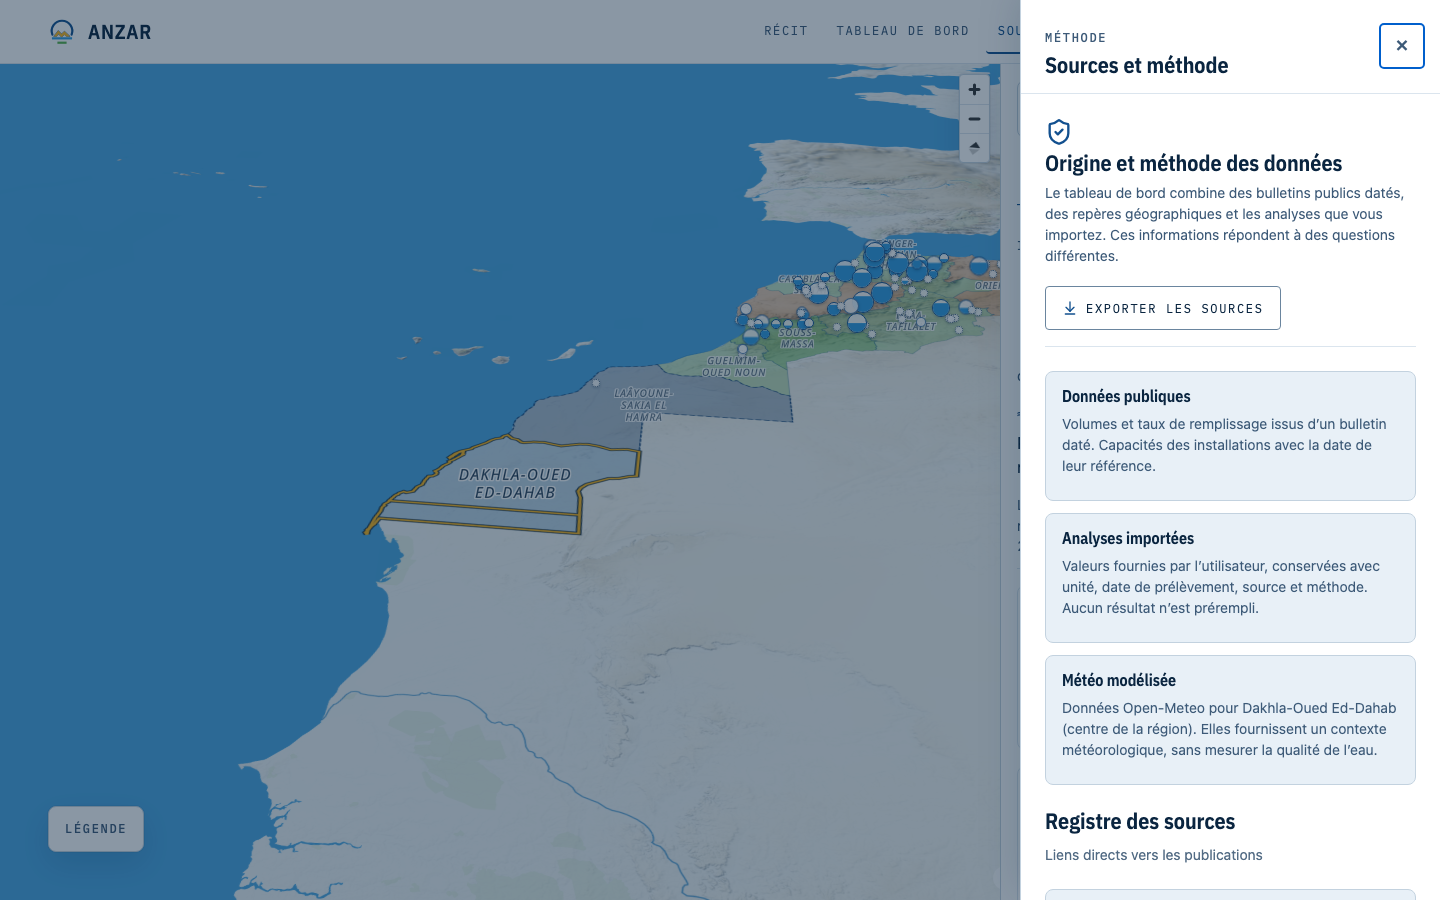 ANZAR
RÉCIT
TABLEAU DE BORD
MÉTHODE
Sources et méthode
Origine et méthode des données
Le tableau de bord combine des bulletins publics datés,
des repères géographiques et les analyses que vous
importez. Ces informations répondent à des questions
différentes.
EXPORTER LES SOURCES
Données publiques
Volumes et taux de remplissage issus d’un bulletin
daté. Capacités des installations avec la date de
leur référence.
Analyses importées
Valeurs fournies par l’utilisateur, conservées avec
unité, date de prélèvement, source et méthode.
Aucun résultat n’est prérempli.
Météo modélisée
Données Open-Meteo pour Dakhla-Oued Ed-Dahab
(centre de la région). Elles fournissent un contexte
météorologique, sans mesurer la qualité de l’eau.
Registre des sources
Liens directs vers les publications
SOUSS-
MASSA
TAFILALET
GUELMIM-
OUED NOUN
LAÂYOUNE-
SAKIA EL
HAMRA
DAKHLA-OUED
ED-DAHAB
LÉGENDE